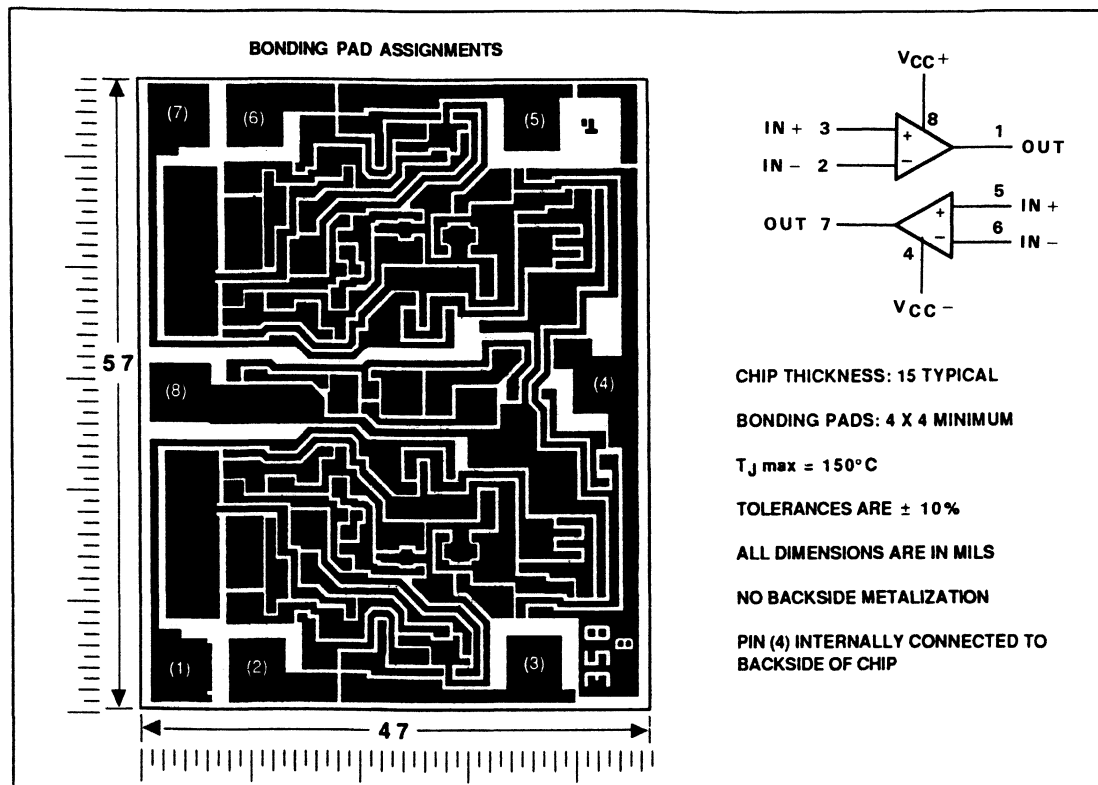 BONDING PAD ASSIGNMENTS
(7)
(6)
(5)
(8)
(4)
(1)
(2)
(3)
358
B
57
47
VCC+
8
IN + 3
+
1 OUT
IN − 2
−
5 IN +
OUT 7
+
6 IN −
−
4
VCC−
CHIP THICKNESS: 15 TYPICAL
BONDING PADS: 4 X 4 MINIMUM
TJ max = 150°C
TOLERANCES ARE ± 10%
ALL DIMENSIONS ARE IN MILS
NO BACKSIDE METALIZATION
PIN (4) INTERNALLY CONNECTED TO
BACKSIDE OF CHIP